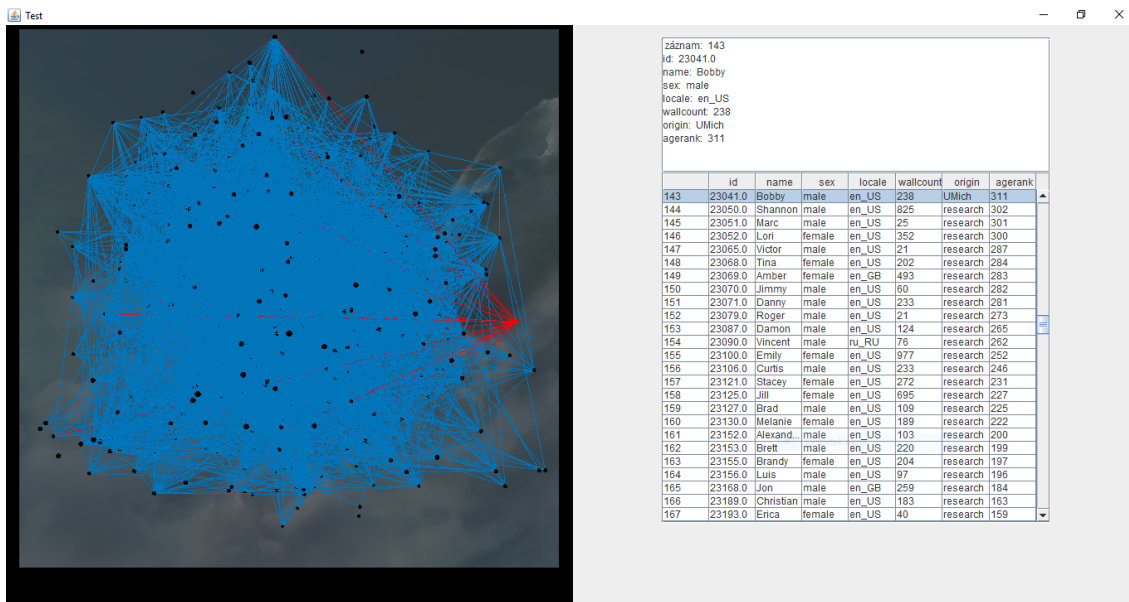 Test
záznam: 143
id: 23041.0
name: Bobby
sex: male
locale: en_US
wallcount: 238
origin: UMich
agerank: 311
id name sex locale wallcount origin agerank
143 23041.0 Bobby male en_US 238 UMich 311
144 23050.0 Shannon male en_US 825 research 302
145 23051.0 Marc male en_US 25 research 301
146 23052.0 Lori female en_US 352 research 300
147 23065.0 Victor male en_US 21 research 287
148 23068.0 Tina female en_US 202 research 284
149 23069.0 Amber female en_GB 493 research 283
150 23070.0 Jimmy male en_US 60 research 282
151 23071.0 Danny male en_US 233 research 281
152 23079.0 Roger male en_US 21 research 273
153 23087.0 Damon male en_US 124 research 265
154 23090.0 Vincent male ru_RU 76 research 262
155 23100.0 Emily female en_US 977 research 252
156 23106.0 Curtis male en_US 233 research 246
157 23121.0 Stacey female en_US 272 research 231
158 23125.0 Jill female en_US 695 research 227
159 23127.0 Brad male en_US 109 research 225
160 23130.0 Melanie female en_US 189 research 222
161 23152.0 Alexand... male en_US 103 research 200
162 23153.0 Brett male en_US 220 research 199
163 23155.0 Brandy female en_US 204 research 197
164 23156.0 Luis male en_US 97 research 196
165 23168.0 Jon male en_GB 259 research 184
166 23189.0 Christian male en_US 183 research 163
167 23193.0 Erica female en_US 40 research 159